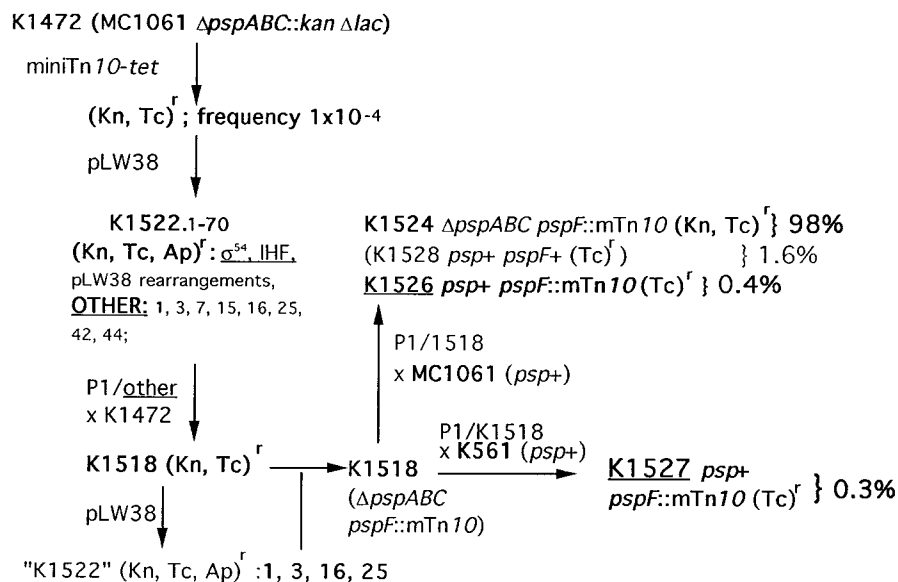 K1472 (MC1061 ΔpspABC::kan Δlac)
miniTn10-tet
(Kn, Tc)r ; frequency 1x10-4
pLW38
K1522.1-70
(Kn, Tc, Ap)r : σ54, IHF,
pLW38 rearrangements,
OTHER: 1, 3, 7, 15, 16, 25,
42, 44;
K1524 ΔpspABC pspF::mTn10 (Kn, Tc)r } 98%
(K1528 psp+ pspF+ (Tc)r ) } 1.6%
K1526 psp+ pspF::mTn10 (Tc)r } 0.4%
P1/1518
x MC1061 (psp+)
P1/other
x K1472
K1518 (Kn, Tc)r
K1518
(ΔpspABC
pspF::mTn10)
P1/K1518
x K561 (psp+)
K1527 psp+
pspF::mTn10 (Tc)r } 0.3%
pLW38
"K1522" (Kn, Tc, Ap)r :1, 3, 16, 25